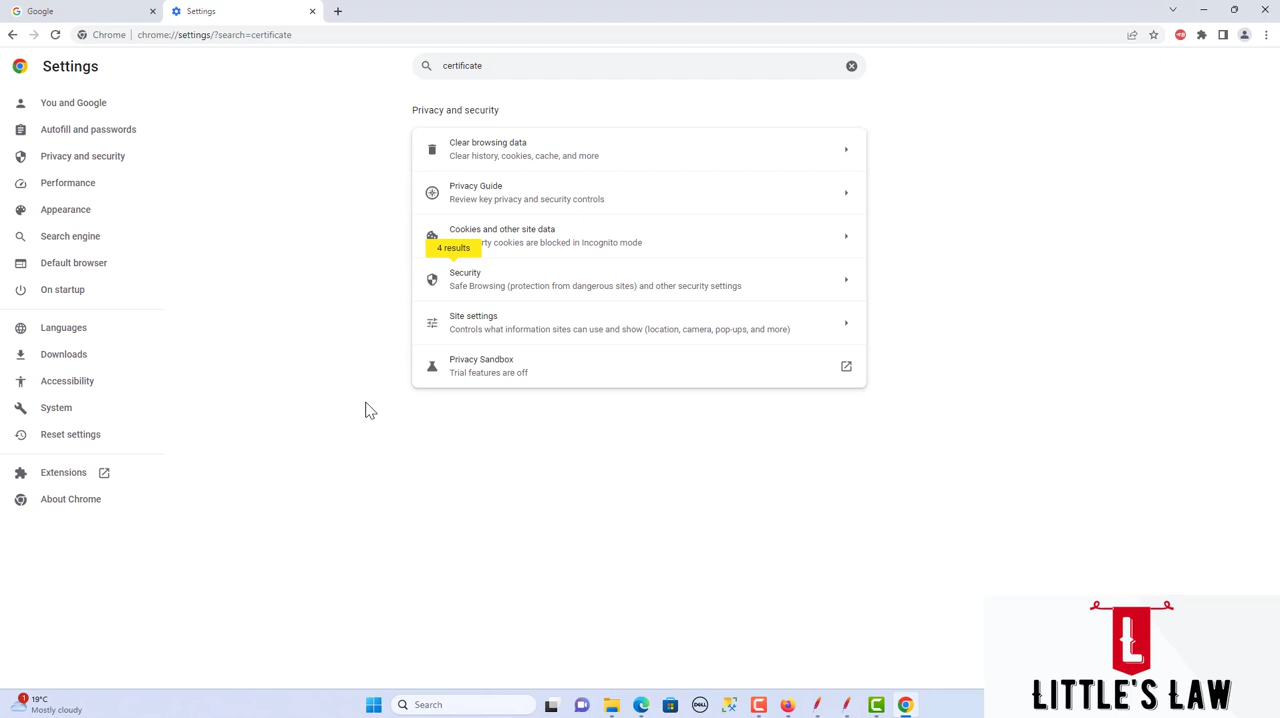 Google
Settings
Chrome
chrome://settings/?search=certificate
Settings
certificate
You and Google
Autofill and passwords
Privacy and security
Performance
Appearance
Search engine
Default browser
On startup
Languages
Downloads
Accessibility
System
Reset settings
Extensions
About Chrome
Privacy and security
Clear browsing data
Clear history, cookies, cache, and more
Privacy Guide
Review key privacy and security controls
Cookies and other site data
rty cookies are blocked in Incognito mode
4 results
Security
Safe Browsing (protection from dangerous sites) and other security settings
Site settings
Controls what information sites can use and show (location, camera, pop-ups, and more)
Privacy Sandbox
Trial features are off
L
LITTLE'S LAW
1
19°C
Mostly cloudy
Search
DELL